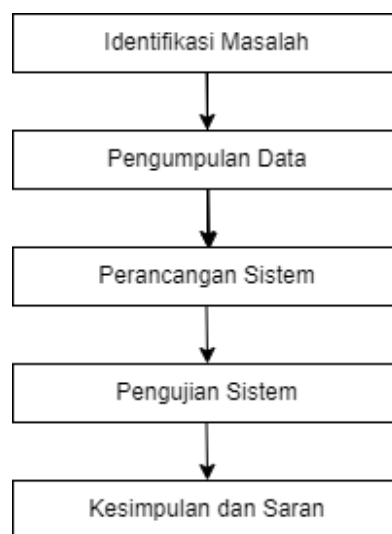 Identifikasi Masalah
Pengumpulan Data
Perancangan Sistem
Pengujian Sistem
Kesimpulan dan Saran